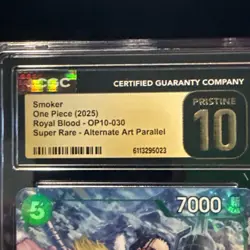 CGC
CERTIFIED GUARANTY COMPANY
Smoker
One Piece (2025)
Royal Blood - OP10-030
Super Rare - Alternate Art Parallel
PRISTINE
10
6113295023
5
7000